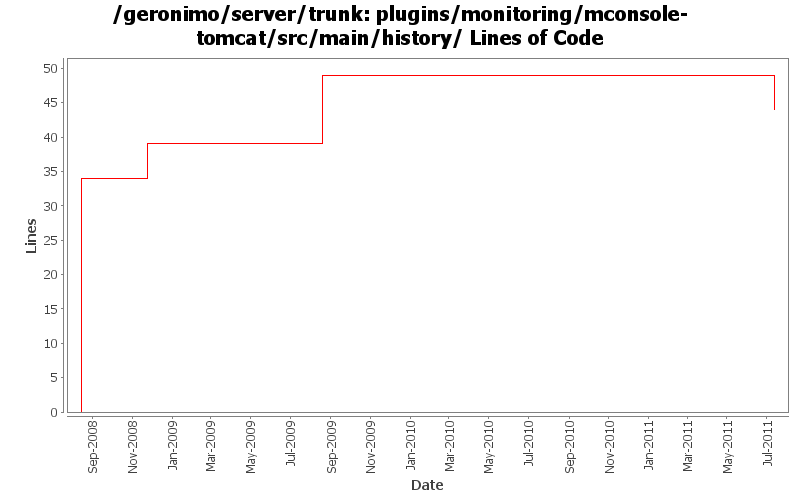 /geronimo/server/trunk: plugins/monitoring/mconsole-
tomcat/src/main/history/ Lines of Code
50
45
40
35
30
25
20
15
10
5
0
Lines
Sep-2008
Nov-2008
Jan-2009
Mar-2009
May-2009
Jul-2009
Sep-2009
Nov-2009
Jan-2010
Mar-2010
May-2010
Jul-2010
Sep-2010
Nov-2010
Jan-2011
Mar-2011
May-2011
Jul-2011
Date